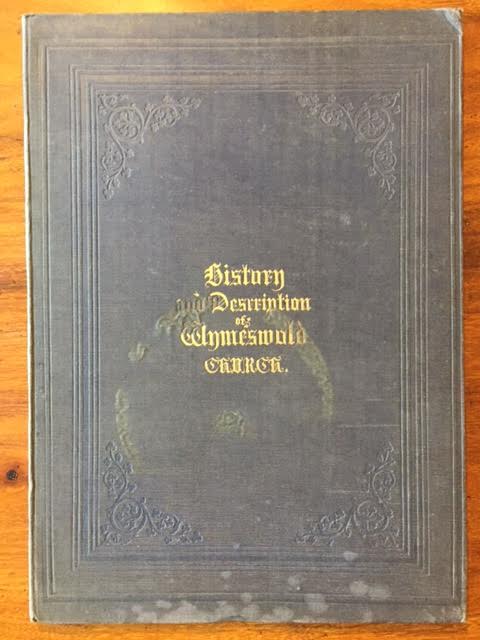 History
and Description
of
Wymeswold
CHURCH.